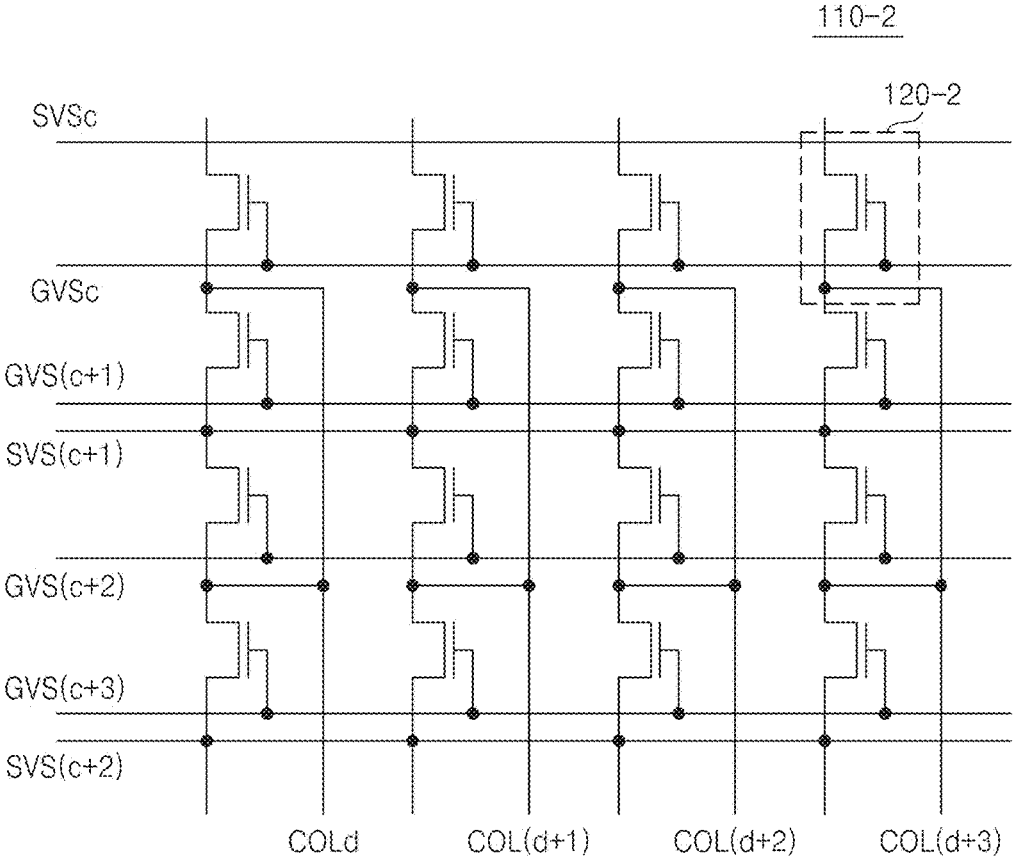 110-2
120-2
SVSc
GVSc
GVS(c+1)
SVS(c+1)
GVS(c+2)
GVS(c+3)
SVS(c+2)
COLd COL(d+1) COL(d+2) COL(d+3)